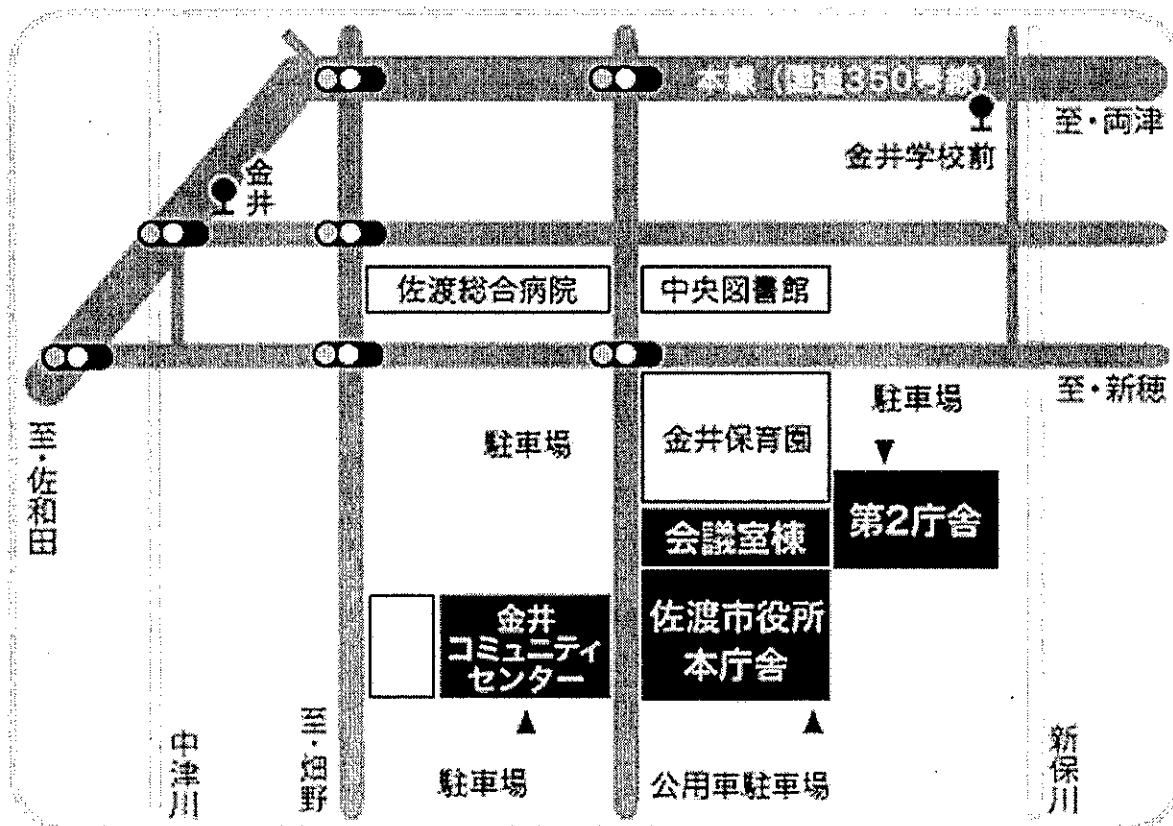 本線（国道350号線）
至・両津
金井学校前
金井
佐渡総合病院
中央図書館
至・新穂
駐車場
金井保育園
駐車場
至・佐和田
第2庁舎
会議室棟
佐渡市役所
本庁舎
金井
コミュニティ
センター
至・畑野
中津川
新保川
駐車場
公用車駐車場